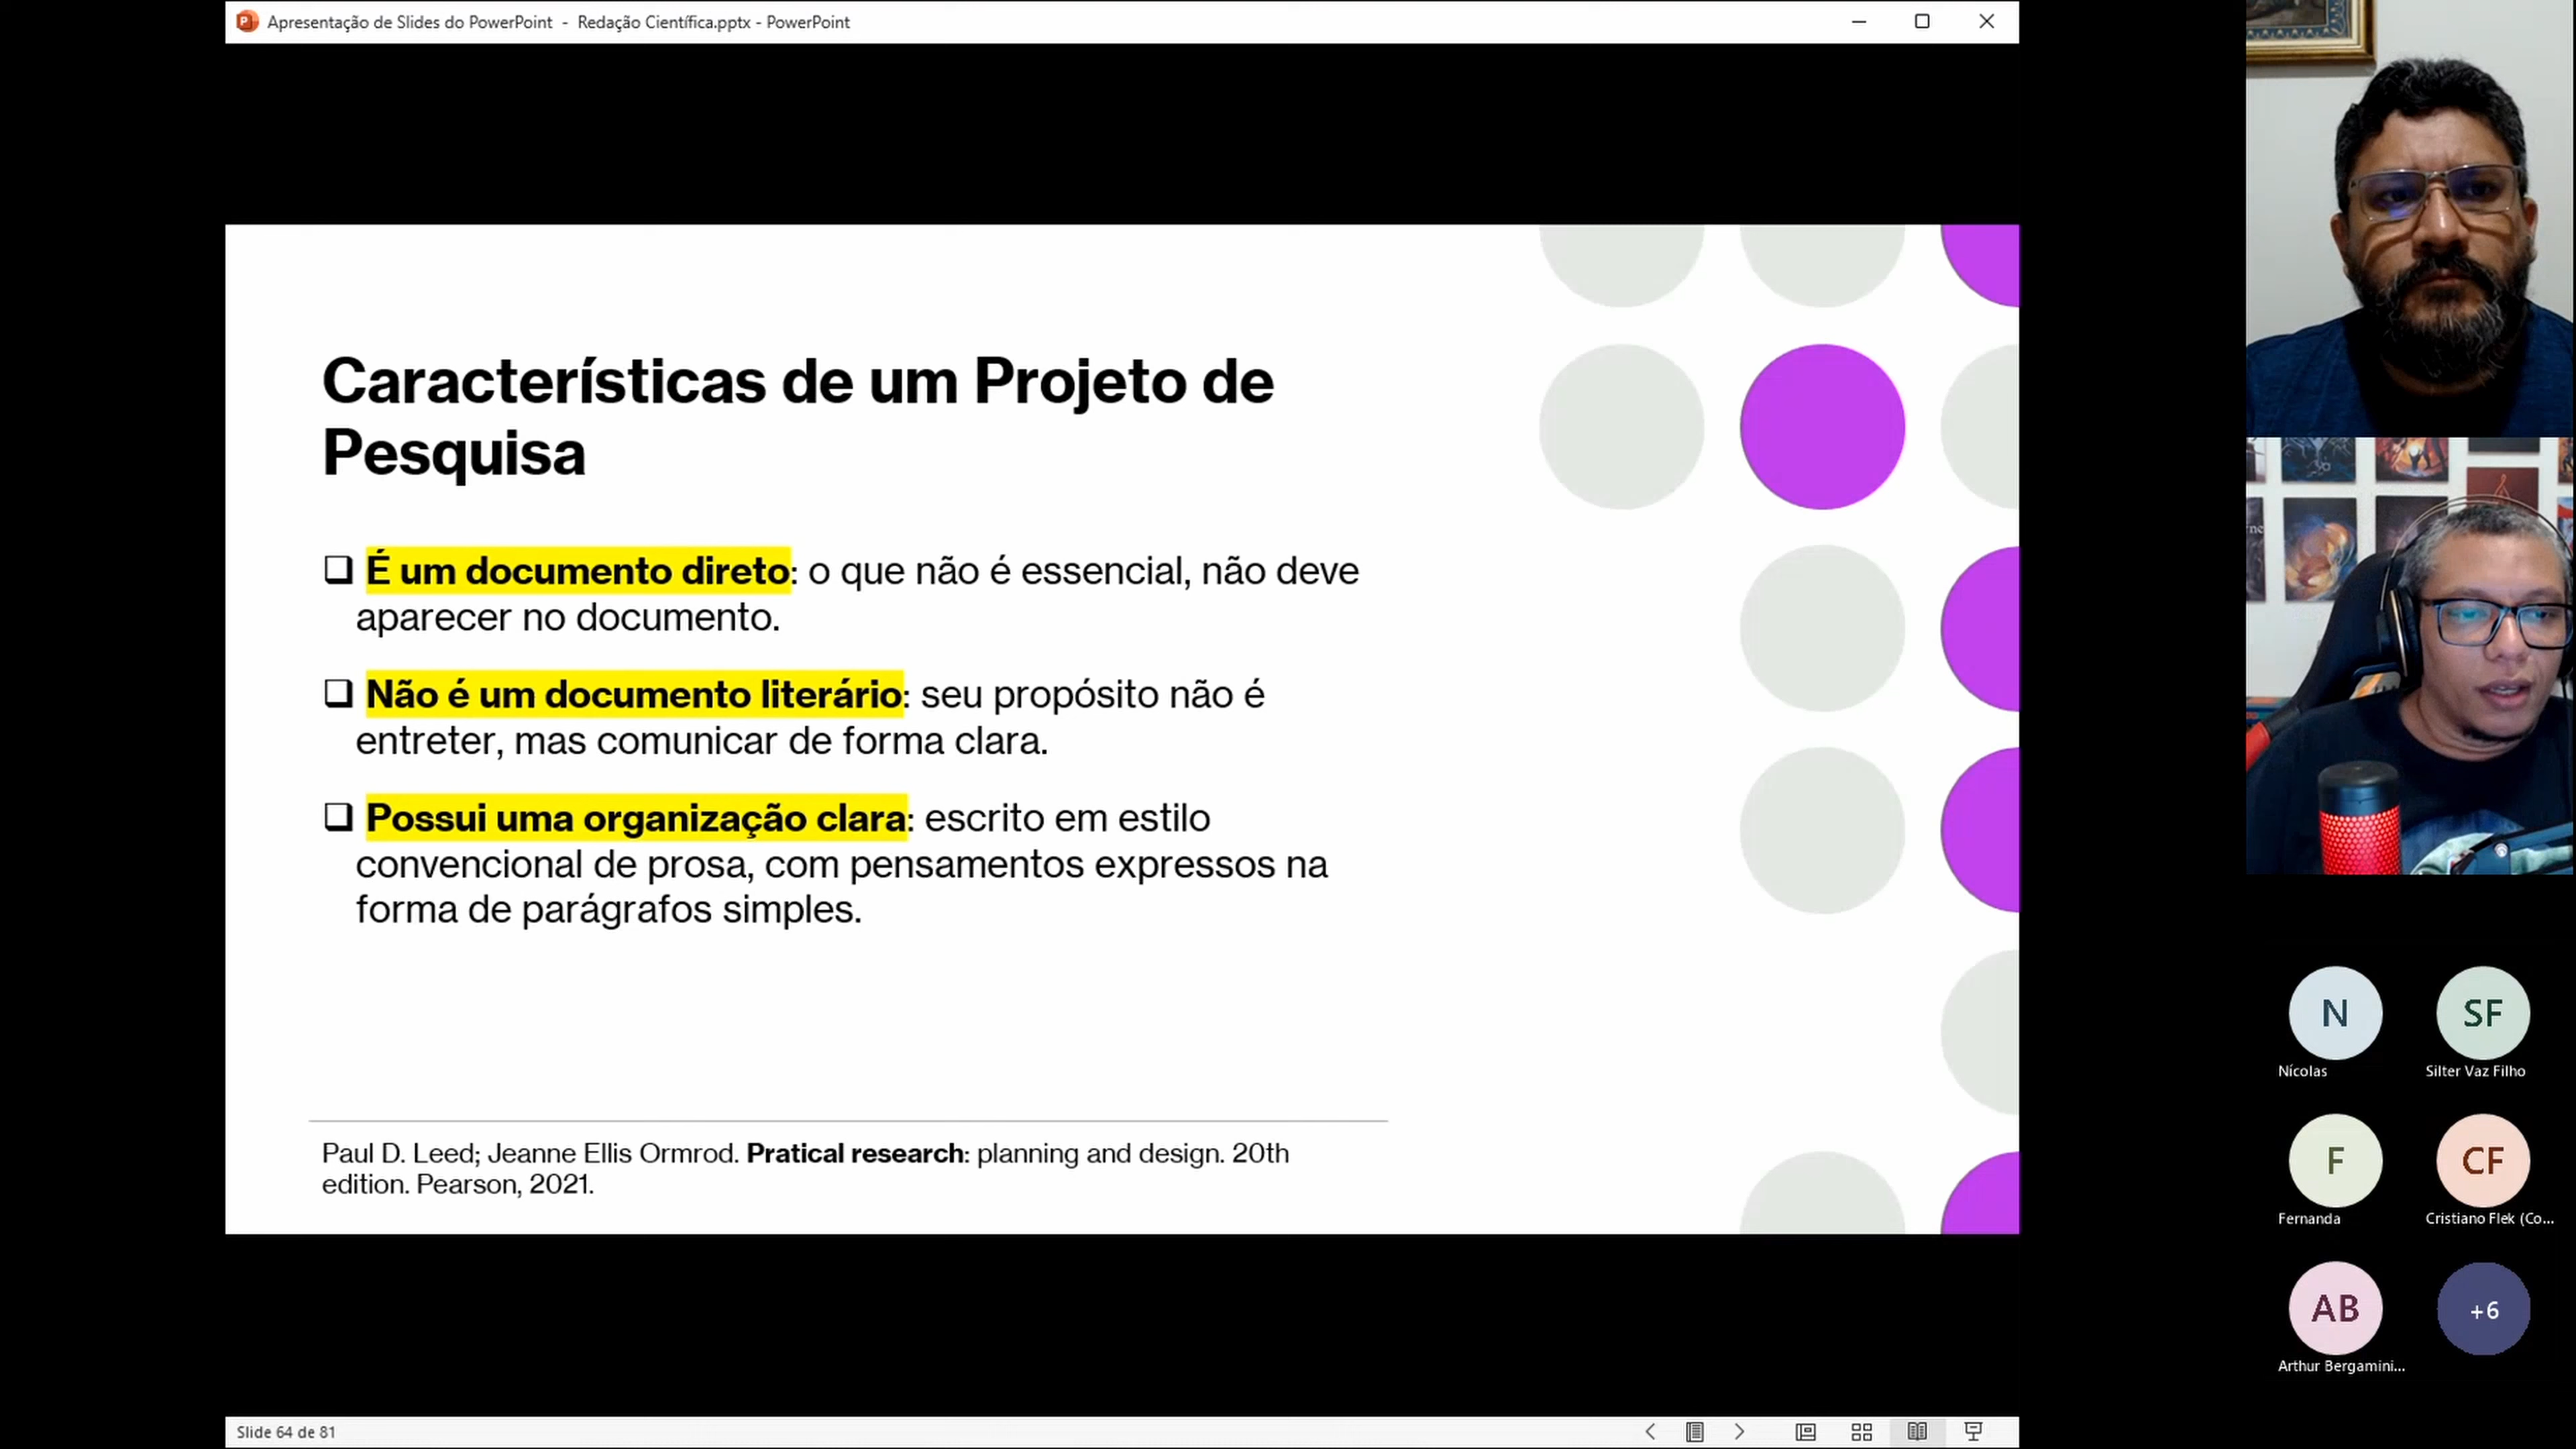 Apresentação de Slides do PowerPoint - Redação Científica.pptx - PowerPoint
Características de um Projeto de
Pesquisa
É um documento direto: o que não é essencial, não deve
aparecer no documento.
Não é um documento literário: seu propósito não é
entreter, mas comunicar de forma clara.
Possui uma organização clara: escrito em estilo
convencional de prosa, com pensamentos expressos na
forma de parágrafos simples.
Paul D. Leed; Jeanne Ellis Ormrod. Pratical research: planning and design. 20th
edition. Pearson, 2021.
Slide 64 de 81
N
SF
Nícolas
Silter Vaz Filho
F
CF
Fernanda
Cristiano Flek (Co...
AB
+6
Arthur Bergamini...